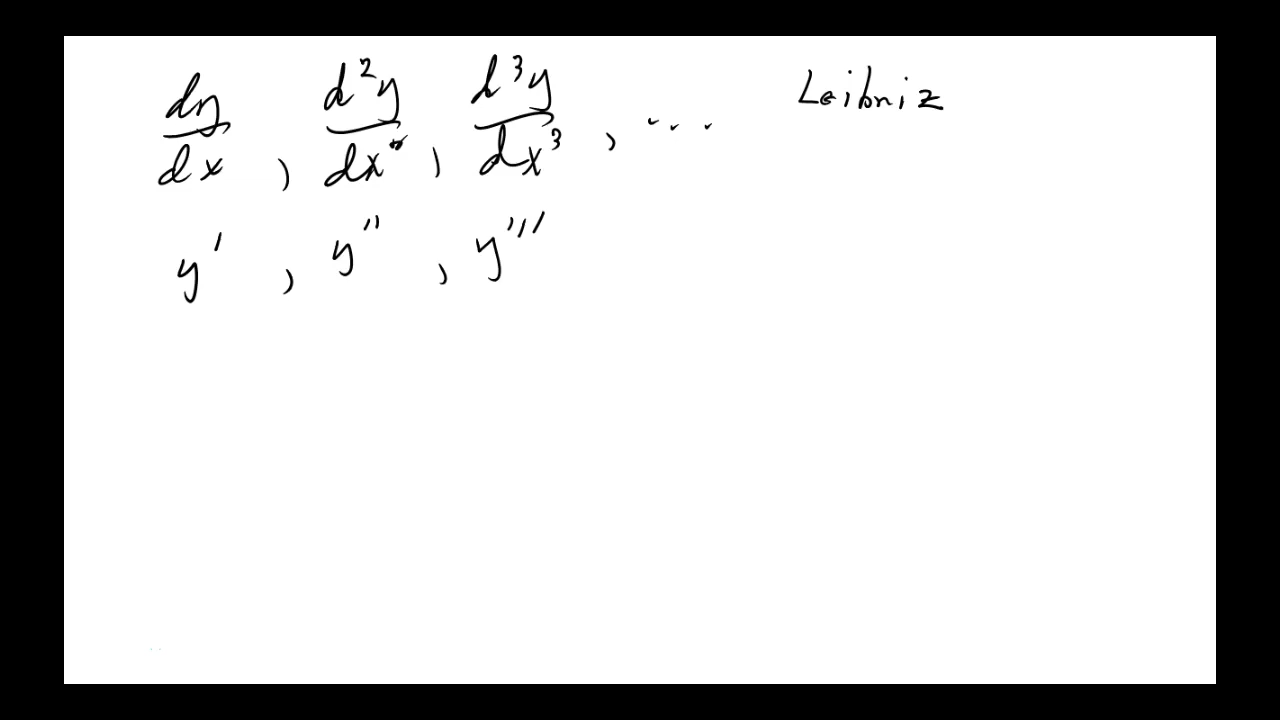 dy/dx , d²y/dx² , d³y/dx³ , ... Leibniz
y' , y'' , y'''